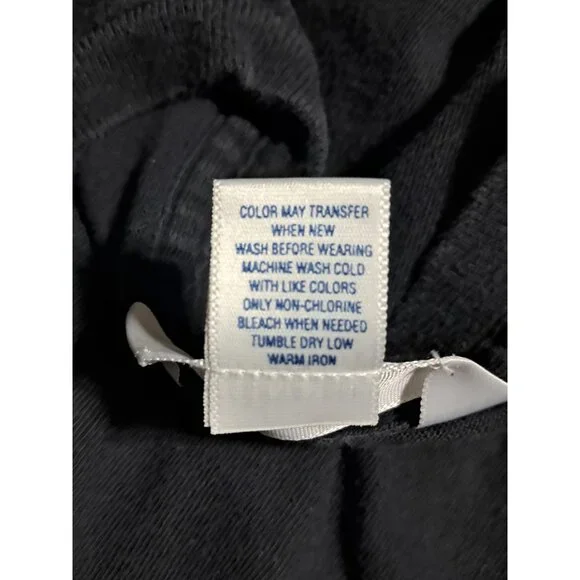 COLOR MAY TRANSFER
WHEN NEW
WASH BEFORE WEARING
MACHINE WASH COLD
WITH LIKE COLORS
ONLY NON-CHLORINE
BLEACH WHEN NEEDED
TUMBLE DRY LOW
WARM IRON